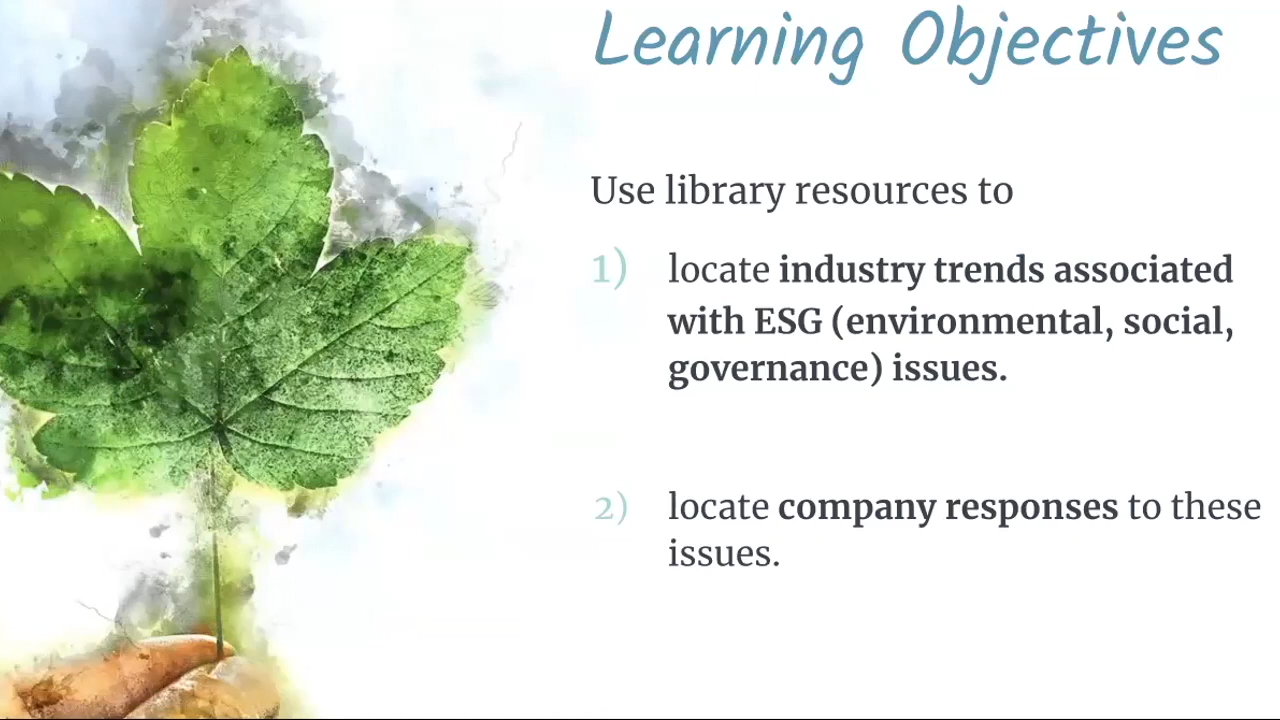 Learning Objectives
Use library resources to
1) locate industry trends associated
with ESG (environmental, social,
governance) issues.
2) locate company responses to these
issues.